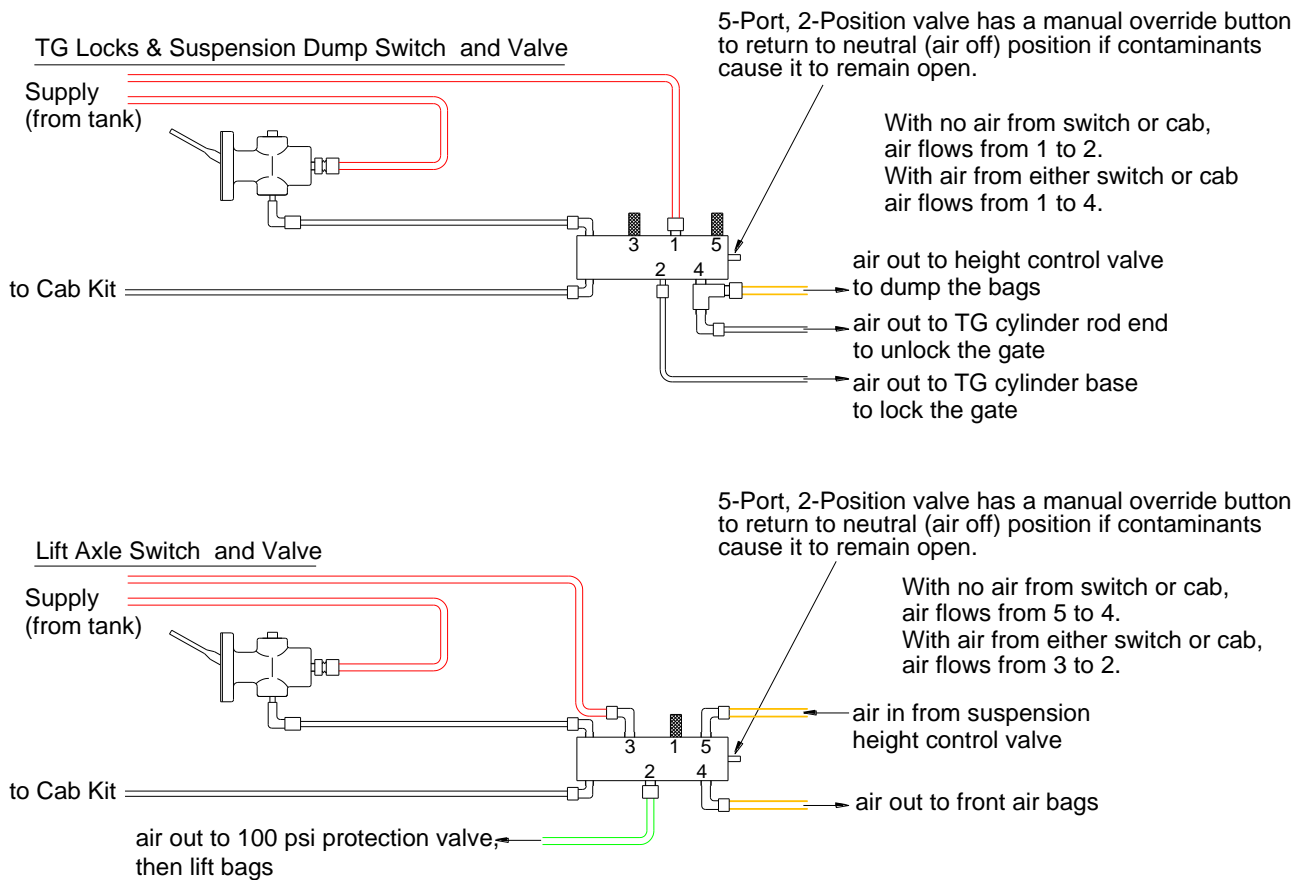 5-Port, 2-Position valve has a manual override button
to return to neutral (air off) position if contaminants
cause it to remain open.
TG Locks & Suspension Dump Switch  and Valve
Supply
(from tank)
With no air from switch or cab,
air flows from 1 to 2.
With air from either switch or cab
air flows from 1 to 4.
3 1 5
2 4
air out to height control valve
to dump the bags
to Cab Kit
air out to TG cylinder rod end
to unlock the gate
air out to TG cylinder base
to lock the gate
5-Port, 2-Position valve has a manual override button
to return to neutral (air off) position if contaminants
cause it to remain open.
Lift Axle Switch  and Valve
Supply
(from tank)
With no air from switch or cab,
air flows from 5 to 4.
With air from either switch or cab,
air flows from 3 to 2.
air in from suspension
height control valve
3 1 5
2 4
to Cab Kit
air out to front air bags
air out to 100 psi protection valve,
then lift bags